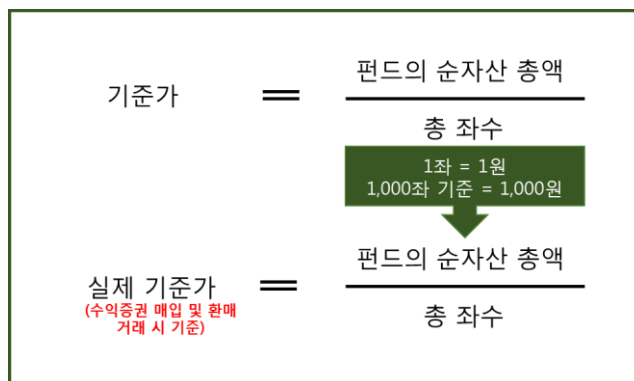 기준가 = 펀드의 순자산 총액
총 좌수
1좌 = 1원
1,000좌 기준 = 1,000원
실제 기준가 = 펀드의 순자산 총액
(수익증권 매입 및 환매
거래 시 기준)
총 좌수